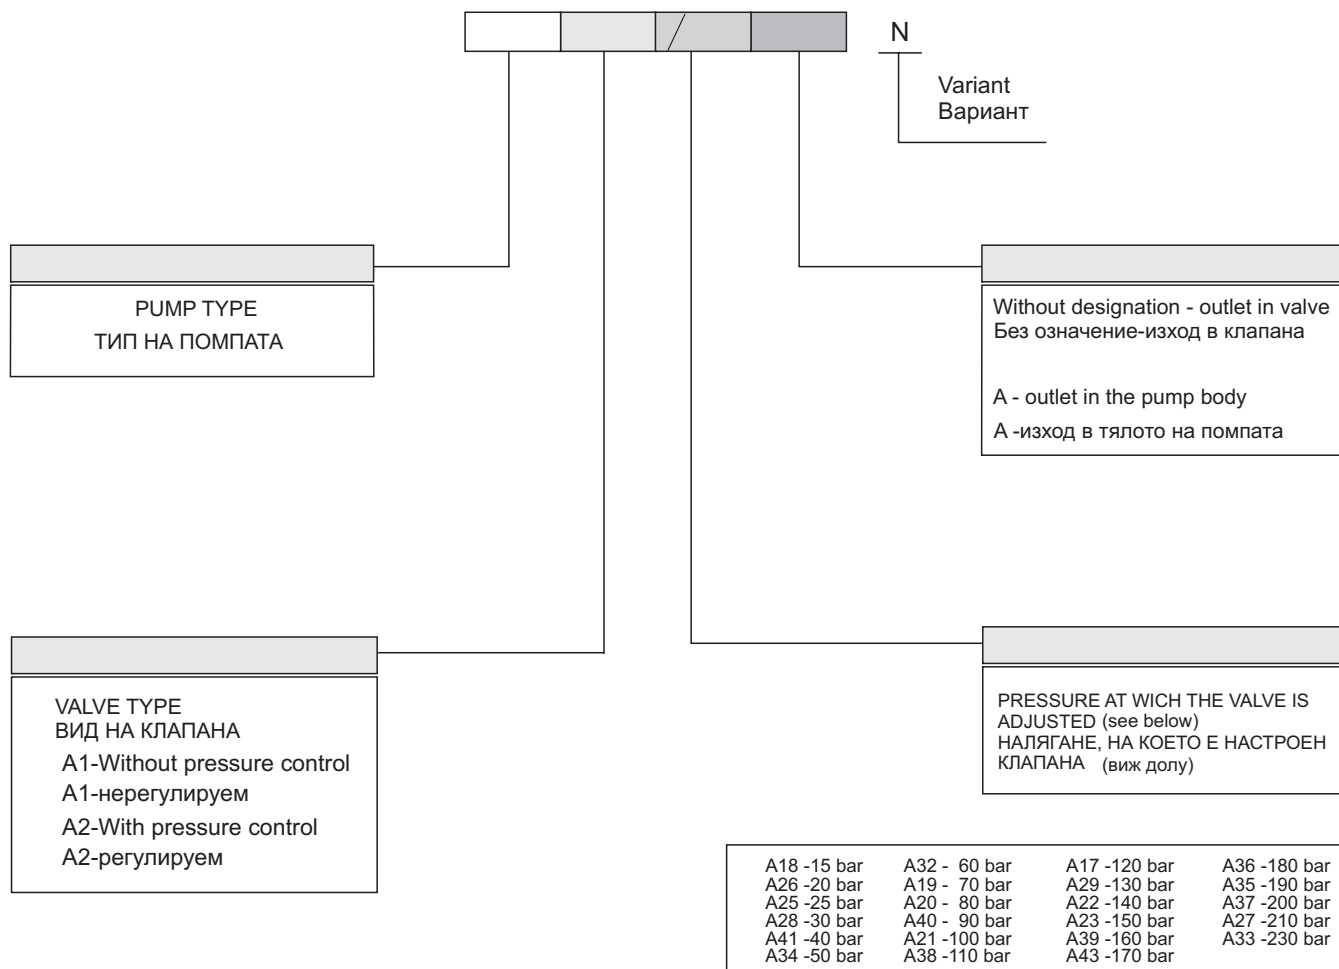 N
Variant
Вариант
PUMP TYPE
ТИП НА ПОМПАТА
Without designation - outlet in valve
Без означение-изход в клапана
A - outlet in the pump body
А -изход в тялото на помпата
VALVE TYPE
ВИД НА КЛАПАНА
A1-Without pressure control
А1-нерегулируем
A2-With pressure control
А2-регулируем
PRESSURE AT WICH THE VALVE IS
ADJUSTED (see below)
НАЛЯГАНЕ, НА КОЕТО Е НАСТРОЕН
КЛАПАНА (виж долу)
A18 -15 bar A32 - 60 bar A17 -120 bar A36 -180 bar
A26 -20 bar A19 - 70 bar A29 -130 bar A35 -190 bar
A25 -25 bar A20 - 80 bar A22 -140 bar A37 -200 bar
A28 -30 bar A40 - 90 bar A23 -150 bar A27 -210 bar
A41 -40 bar A21 -100 bar A39 -160 bar A33 -230 bar
A34 -50 bar A38 -110 bar A43 -170 bar